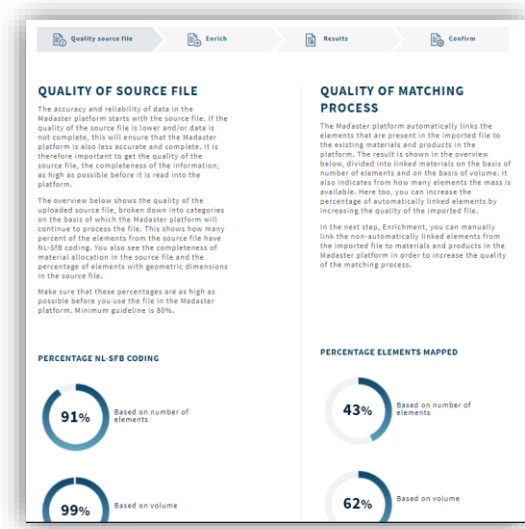 Quality source file
Enrich
Results
Confirm
QUALITY OF SOURCE FILE
The accuracy and reliability of data in the
Madaster platform starts with the source file. If the
quality of the source file is lower and/or data is
not complete, this will ensure that the Madaster
platform is also less accurate and complete. It is
therefore important to get the quality of the
source file, the completeness of the information,
as high as possible before it is read into the
platform.
The overview below shows the quality of the
uploaded source file, broken down into categories
on the basis of which the Madaster platform will
continue to process the file. This shows how many
percent of the elements from the source file have
NL-SfB coding. You also see the completeness of
material allocation in the source file and the
percentage of elements with geometric dimensions
in the source file.
Make sure that these percentages are as high as
possible before you use the file in the Madaster
platform. Minimum guideline is 80%.
PERCENTAGE NL-SFB CODING
91%
Based on number of
elements
99%
Based on volume
QUALITY OF MATCHING
PROCESS
The Madaster platform automatically links the
elements that are present in the imported file to
the existing materials and products in the
platform. The result is shown in the overview
below, divided into linked materials on the basis of
number of elements and on the basis of volume. It
also indicates from how many elements the mass is
available. Here too, you can increase the
percentage of automatically linked elements by
increasing the quality of the imported file.
In the next step, Enrichment, you can manually
link the non-automatically linked elements from
the imported file to materials and products in the
Madaster platform in order to increase the quality
of the matching process.
PERCENTAGE ELEMENTS MAPPED
43%
Based on number of
elements
62%
Based on volume